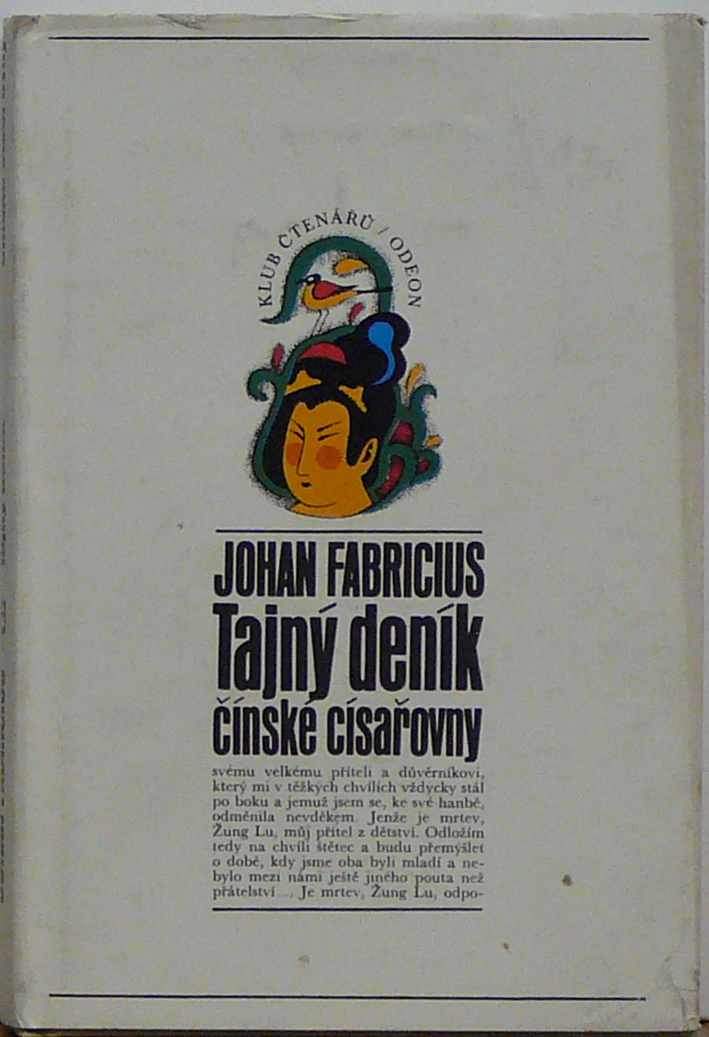 KLUB ČTENÁŘŮ / ODEON
JOHAN FABRICIUS
Tajný deník
čínské císařovny
svému velkému příteli a důvěrníkovi,
který mi v těžkých chvílích vždycky stál
po boku a jemuž jsem se, ke své hanbě,
odměnila nevděkem. Jenže je mrtev,
Žung Lu, můj přítel z dětství. Odložím
tedy na chvíli štětec a budu přemýšlet
o době, kdy jsme oba byli mladí a ne-
bylo mezi námi ještě jiného pouta než
přátelství ... Je mrtev, Žung Lu, odpo-